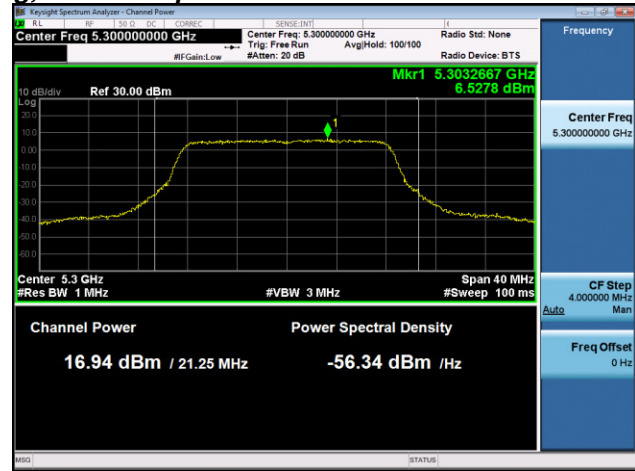 Keysight Spectrum Analyzer - Channel Power
RL RF 50 Ω DC CORREC SENSE:INT
Center Freq 5.300000000 GHz
Center Freq: 5.300000000 GHz
Radio Std: None
Trig: Free Run Avg|Hold: 100/100
#IFGain:Low #Atten: 20 dB Radio Device: BTS
Mkr1 5.3032667 GHz
6.5278 dBm
10 dB/div Ref 30.00 dBm
Log
20.0
10.0
0.00
-10.0
-20.0
-30.0
-40.0
-50.0
-60.0
1
Center 5.3 GHz Span 40 MHz
#Res BW 1 MHz #VBW 3 MHz #Sweep 100 ms
Channel Power Power Spectral Density
16.94 dBm / 21.25 MHz -56.34 dBm /Hz
MSG STATUS
Frequency
Center Freq
5.300000000 GHz
CF Step
4.000000 MHz
Auto Man
Freq Offset
0 Hz